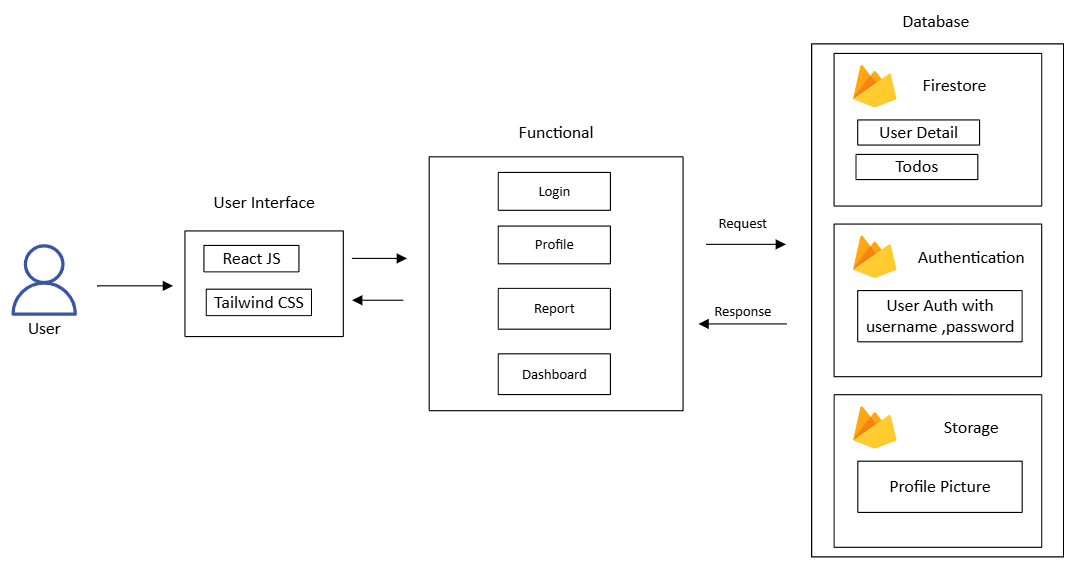 User
User Interface
React JS
Tailwind CSS
Functional
Login
Profile
Report
Dashboard
Request
Response
Database
Firestore
User Detail
Todos
Authentication
User Auth with
username ,password
Storage
Profile Picture